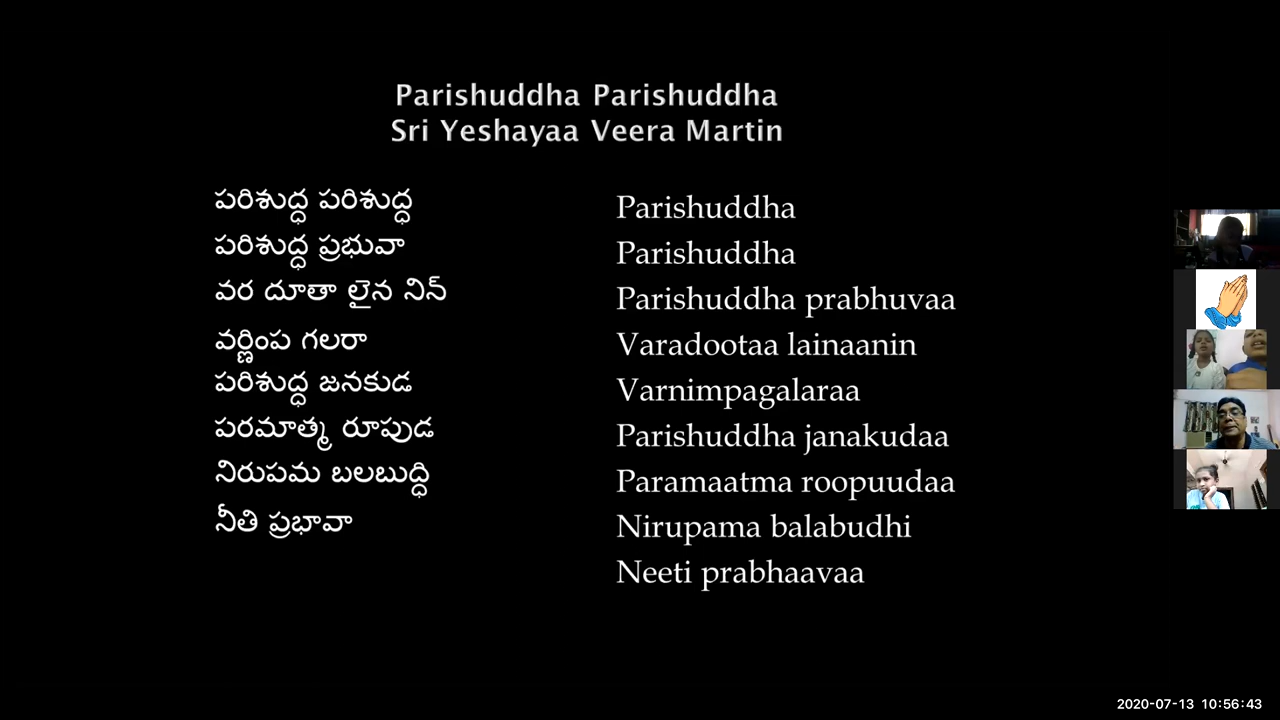 Parishuddha Parishuddha
Sri Yeshayaa Veera Martin
పరిశుద్ధ పరిశుద్ధ
పరిశుద్ధ ప్రభువా
వర దూతా లైన నిన్
వర్ణింప గలరా
పరిశుద్ధ జనకుడ
పరమాత్మ రూపుడ
నిరుపమ బలబుద్ధి
నీతి ప్రభావా
Parishuddha
Parishuddha
Parishuddha prabhuvaa
Varadootaa lainaanin
Varnimpagalaraa
Parishuddha janakudaa
Paramaatma roopuudaa
Nirupama balabudhi
Neeti prabhaavaa
2020-07-13 10:56:43